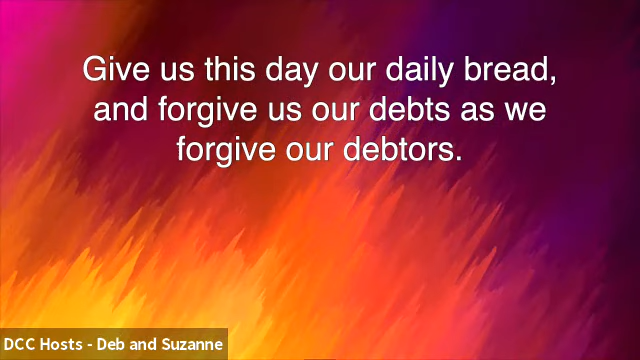 Give us this day our daily bread,
and forgive us our debts as we
forgive our debtors.
DCC Hosts - Deb and Suzanne